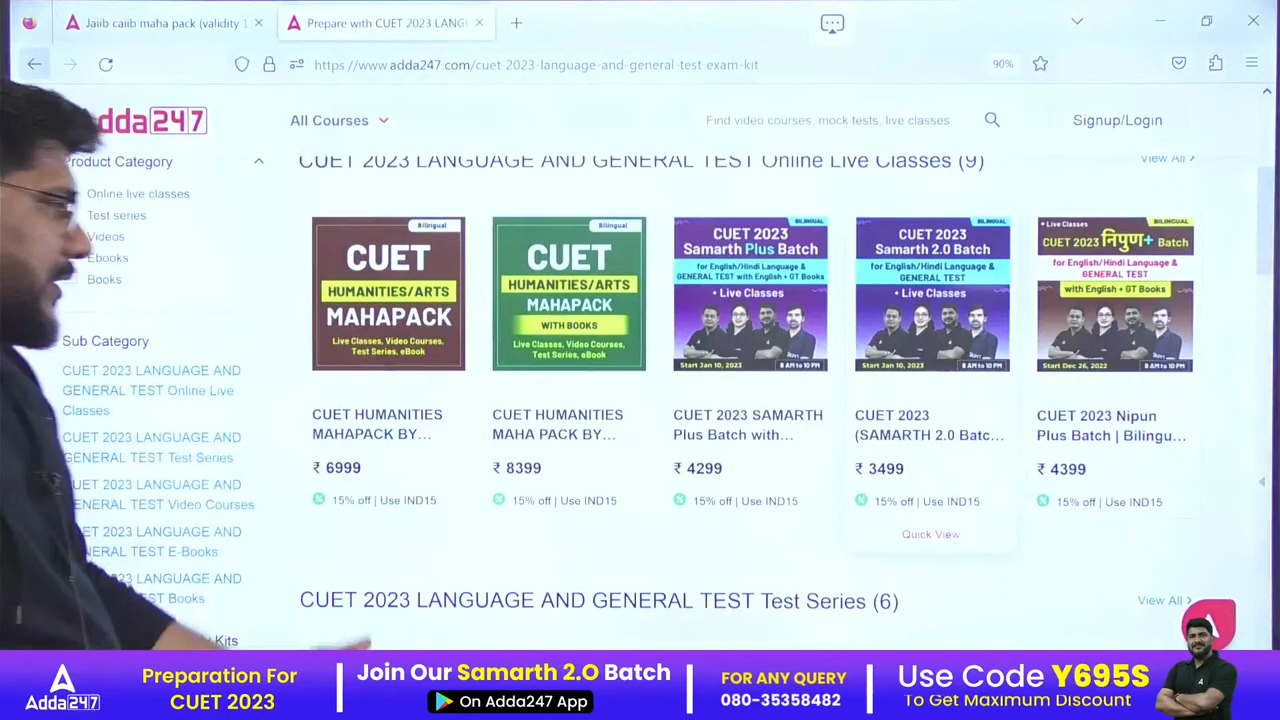 Jaiib caiib maha pack (validity 1
Prepare with CUET 2023 LANG
https://www.adda247.com/cuet-2023-language-and-general-test-exam-kit
90%
dda247
All Courses
Find video courses, mock tests, live classes
Signup/Login
Product Category
Online live classes
Test series
Videos
Ebooks
Books
Sub Category
CUET 2023 LANGUAGE AND
GENERAL TEST Online Live
Classes
CUET 2023 LANGUAGE AND
GENERAL TEST Test Series
UET 2023 LANGUAGE AND
GENERAL TEST Video Courses
ET 2023 LANGUAGE AND
NERAL TEST E-Books
23 LANGUAGE AND
TEST Books
Kits
CUET 2023 LANGUAGE AND GENERAL TEST Online Live Classes (9)
View All
Bilingual
CUET
HUMANITIES/ARTS
MAHAPACK
Live Classes, Video Courses,
Test Series, eBook
CUET HUMANITIES
MAHAPACK BY...
₹ 6999
15% off | Use IND15
Bilingual
CUET
HUMANITIES/ARTS
MAHAPACK
WITH BOOKS
Live Classes, Video Courses,
Test Series, eBook
CUET HUMANITIES
MAHA PACK BY...
₹ 8399
15% off | Use IND15
BILINGUAL
CUET 2023
Samarth Plus Batch
for English/Hindi Language &
GENERAL TEST with English + GT Books
• Live Classes
Start Jan 10, 2023
8 AM to 10 PM
CUET 2023 SAMARTH
Plus Batch with...
₹ 4299
15% off | Use IND15
BILINGUAL
CUET 2023
Samarth 2.0 Batch
for English/Hindi Language &
GENERAL TEST
• Live Classes
Start Jan 10, 2023
8 AM to 10 PM
CUET 2023
(SAMARTH 2.0 Batc...
₹ 3499
15% off | Use IND15
Quick View
• Live Classes
BILINGUAL
CUET 2023 निपुण+ Batch
for English/Hindi Language &
GENERAL TEST
with English + GT Books
Start Dec 26, 2022
8 AM to 10 PM
CUET 2023 Nipun
Plus Batch | Bilingu...
₹ 4399
15% off | Use IND15
CUET 2023 LANGUAGE AND GENERAL TEST Test Series (6)
View All
Adda247
Preparation For
CUET 2023
Join Our Samarth 2.O Batch
On Adda247 App
FOR ANY QUERY
080-35358482
Use Code Y695S
To Get Maximum Discount